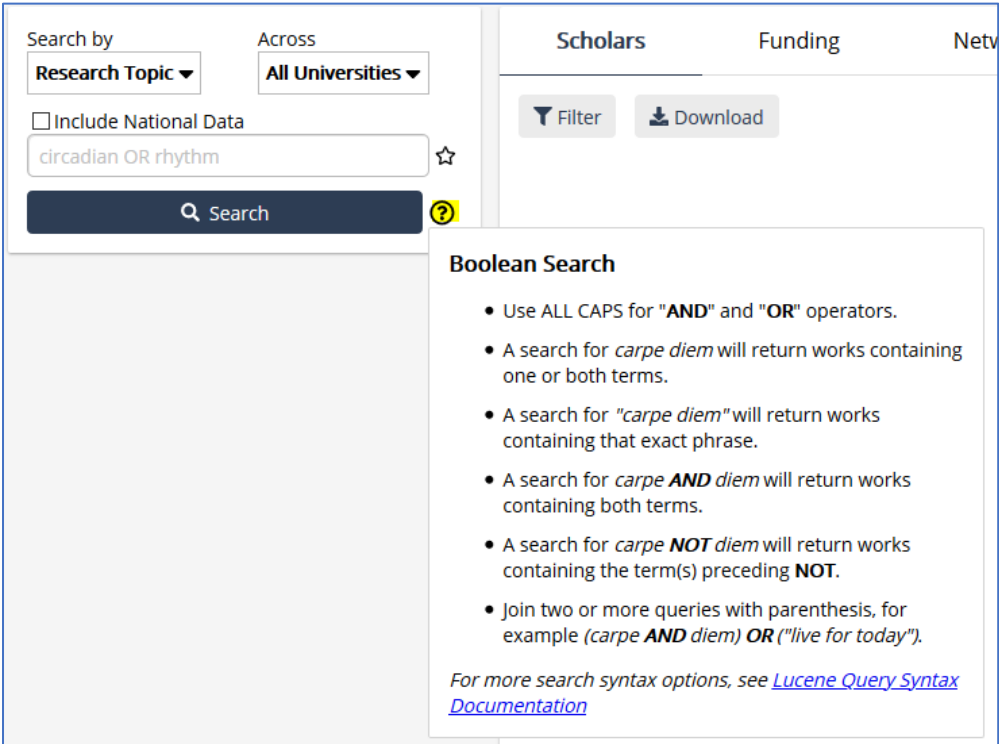 Search by Across
Research Topic All Universities
Include National Data
circadian OR rhythm
Search ?
Scholars Funding Netw
Filter Download
Boolean Search
• Use ALL CAPS for "AND" and "OR" operators.
• A search for carpe diem will return works containing
one or both terms.
• A search for "carpe diem" will return works
containing that exact phrase.
• A search for carpe AND diem will return works
containing both terms.
• A search for carpe NOT diem will return works
containing the term(s) preceding NOT.
• Join two or more queries with parenthesis, for
example (carpe AND diem) OR ("live for today").
For more search syntax options, see Lucene Query Syntax
Documentation